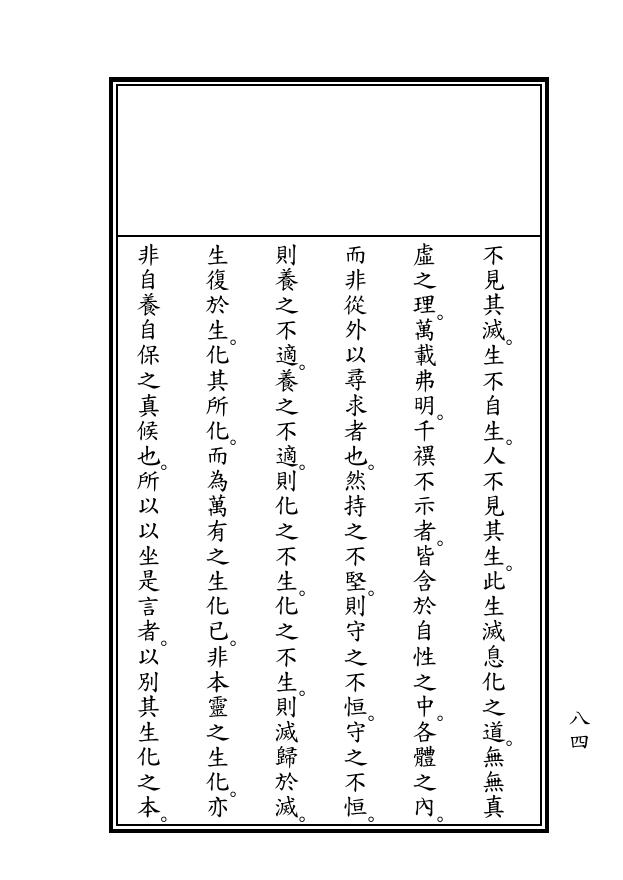 不見其滅。生不自生。人不見其生。此生滅息化之道。無無真
虛之理。萬載弗明。千禩不示者。皆含於自性之中。各體之內。
而非從外以尋求者也。然持之不堅。則守之不恒。守之不恒。
則養之不適。養之不適。則化之不生。化之不生。則滅歸於滅。
生復於生。化其所化。而為萬有之生化已。非本靈之生化。亦
非自養自保之真候也。所以以坐是言者。以別其生化之本。
八四